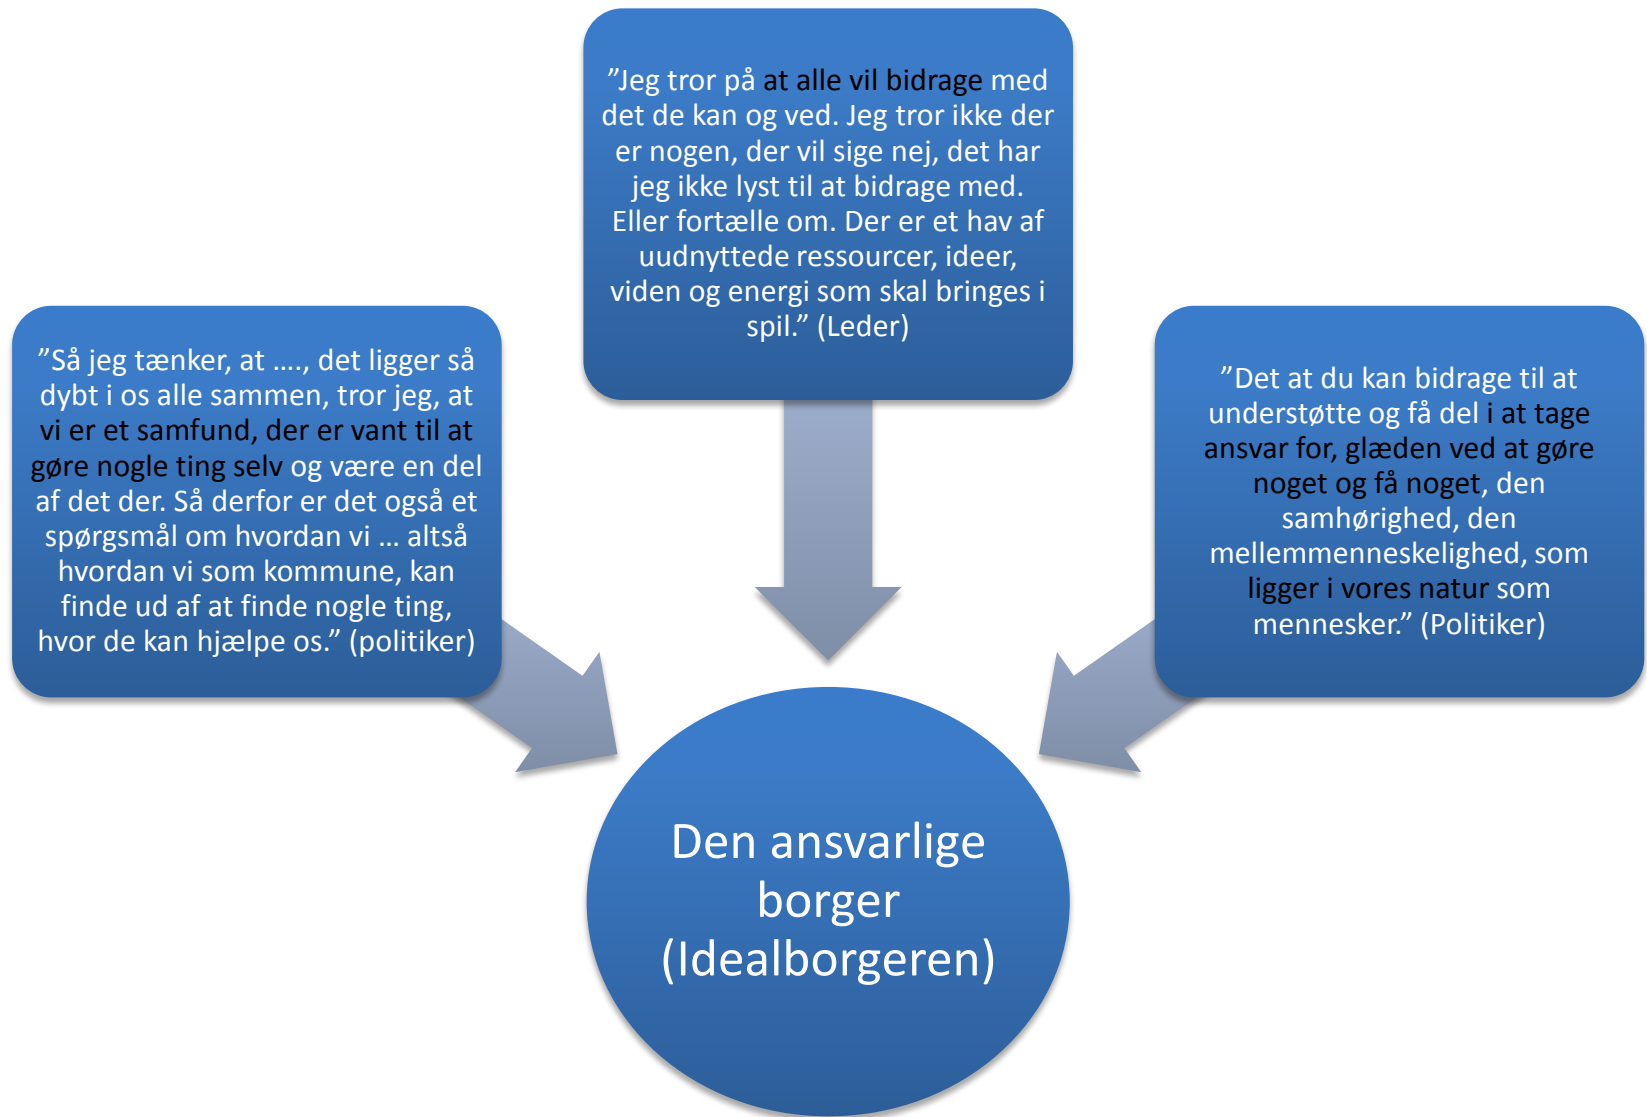 ”Jeg tror på at alle vil bidrage med
det de kan og ved. Jeg tror ikke der
er nogen, der vil sige nej, det har
jeg ikke lyst til at bidrage med.
Eller fortælle om. Der er et hav af
uudnyttede ressourcer, ideer,
viden og energi som skal bringes i
spil.” (Leder)
”Så jeg tænker, at ...., det ligger så
dybt i os alle sammen, tror jeg, at
vi er et samfund, der er vant til at
gøre nogle ting selv og være en del
af det der. Så derfor er det også et
spørgsmål om hvordan vi ... altså
hvordan vi som kommune, kan
finde ud af at finde nogle ting,
hvor de kan hjælpe os.” (politiker)
”Det at du kan bidrage til at
understøtte og få del i at tage
ansvar for, glæden ved at gøre
noget og få noget, den
samhørighed, den
mellemmenneskelighed, som
ligger i vores natur som
mennesker.” (Politiker)
Den ansvarlige
borger
(Idealborgeren)